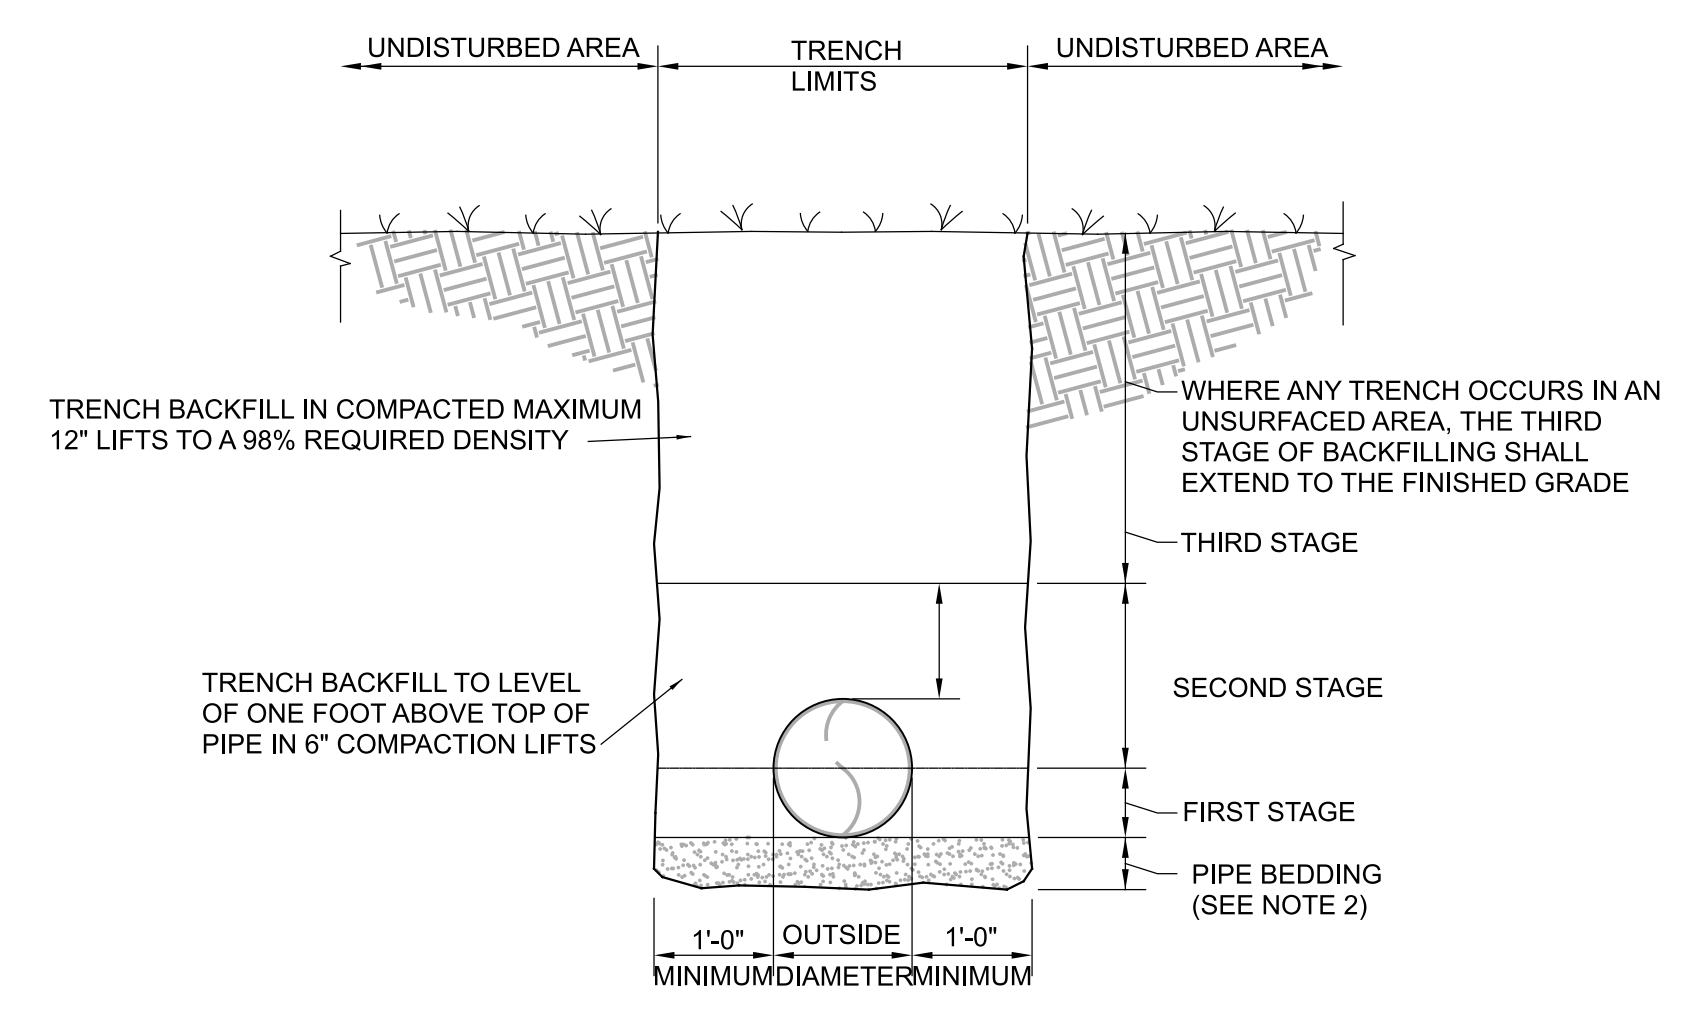 UNDISTURBED AREA
TRENCH
LIMITS
UNDISTURBED AREA
TRENCH BACKFILL IN COMPACTED MAXIMUM
12" LIFTS TO A 98% REQUIRED DENSITY
WHERE ANY TRENCH OCCURS IN AN
UNSURFACED AREA, THE THIRD
STAGE OF BACKFILLING SHALL
EXTEND TO THE FINISHED GRADE
THIRD STAGE
TRENCH BACKFILL TO LEVEL
OF ONE FOOT ABOVE TOP OF
PIPE IN 6" COMPACTION LIFTS
SECOND STAGE
FIRST STAGE
PIPE BEDDING
(SEE NOTE 2)
1'-0"
MINIMUM
OUTSIDE
DIAMETER
1'-0"
MINIMUM